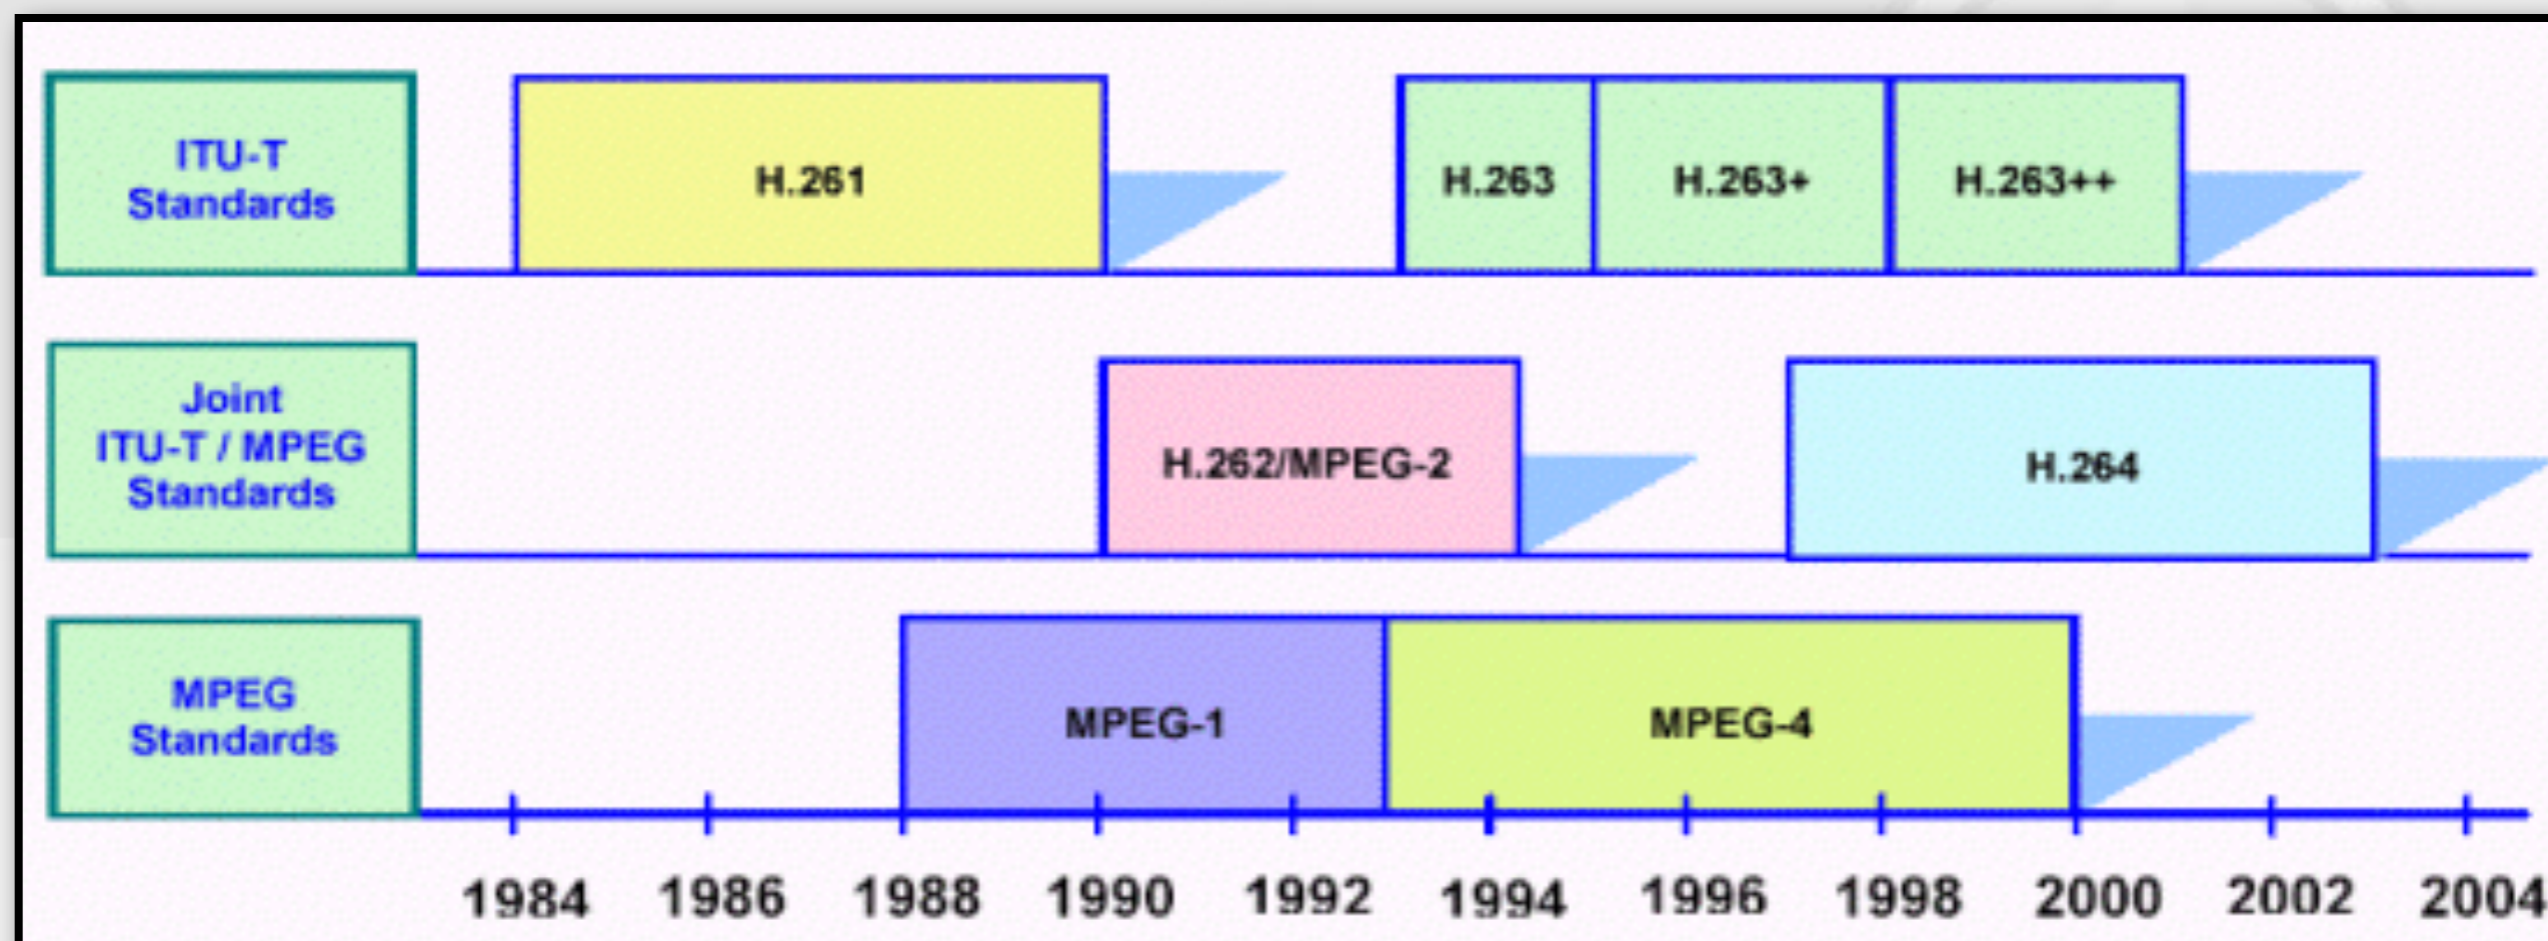 ITU-T
Standards
H.261
H.263
H.263+
H.263++
Joint
ITU-T / MPEG
Standards
H.262/MPEG-2
H.264
MPEG
Standards
MPEG-1
MPEG-4
1984 1986 1988 1990 1992 1994 1996 1998 2000 2002 2004